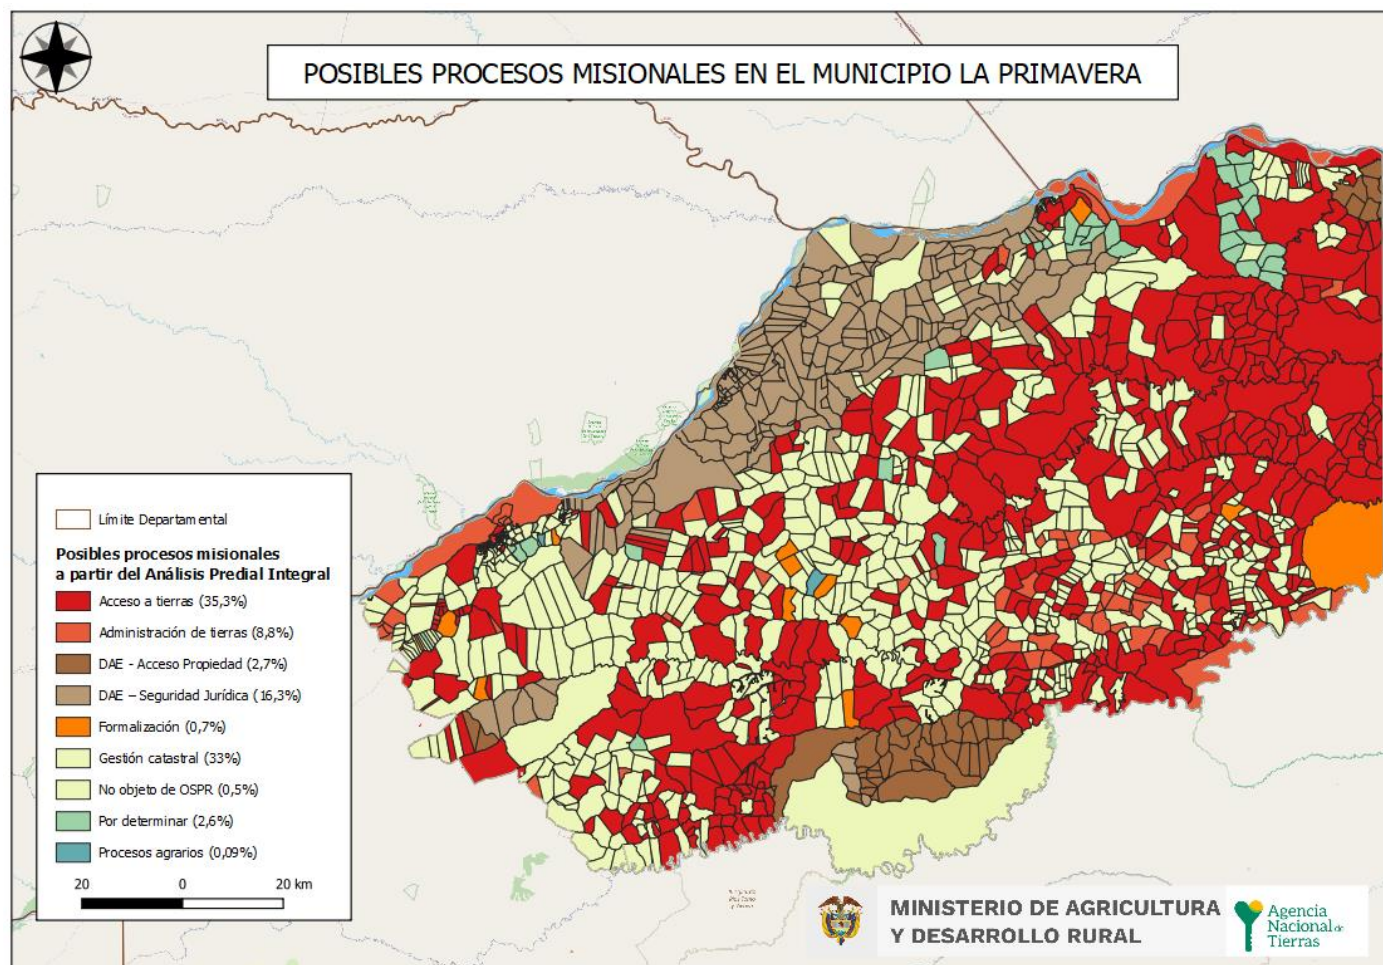 POSIBLES PROCESOS MISIONALES EN EL MUNICIPIO LA PRIMAVERA
Límite Departamental
Posibles procesos misionales
a partir del Análisis Predial Integral
Acceso a tierras (35,3%)
Administración de tierras (8,8%)
DAE - Acceso Propiedad (2,7%)
DAE – Seguridad Jurídica (16,3%)
Formalización (0,7%)
Gestión catastral (33%)
No objeto de OSPR (0,5%)
Por determinar (2,6%)
Procesos agrarios (0,09%)
20 0 20 km
MINISTERIO DE AGRICULTURA
Y DESARROLLO RURAL
Agencia
Nacional de
Tierras